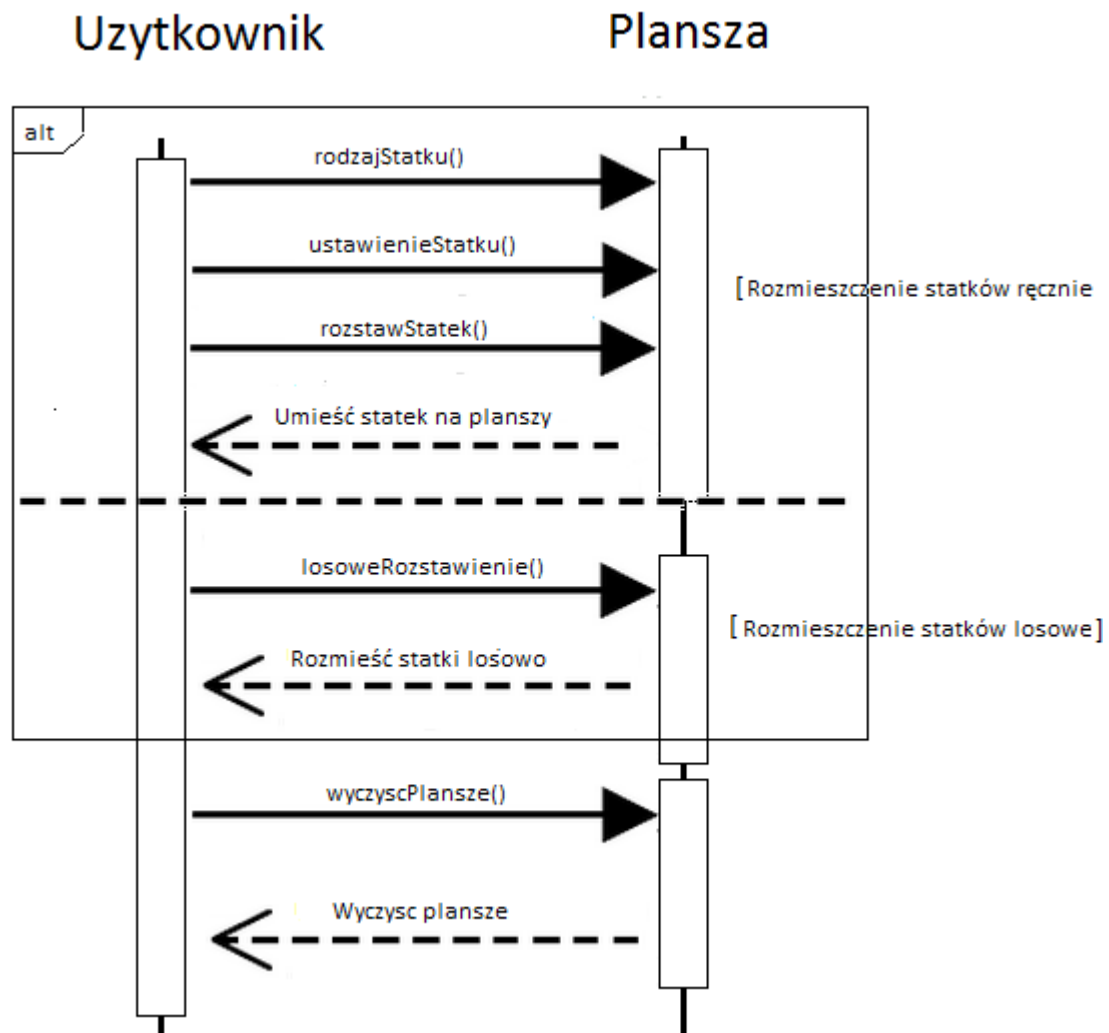 Uzytkownik
Plansza
alt
rodzajStatku()
ustawienieStatku()
[Rozmieszczenie statków ręcznie
rozstawStatek()
Umieść statek na planszy
losoweRozstawienie()
[Rozmieszczenie statków losowe]
Rozmieść statki losowo
wyczyscPlansze()
Wyczysc plansze